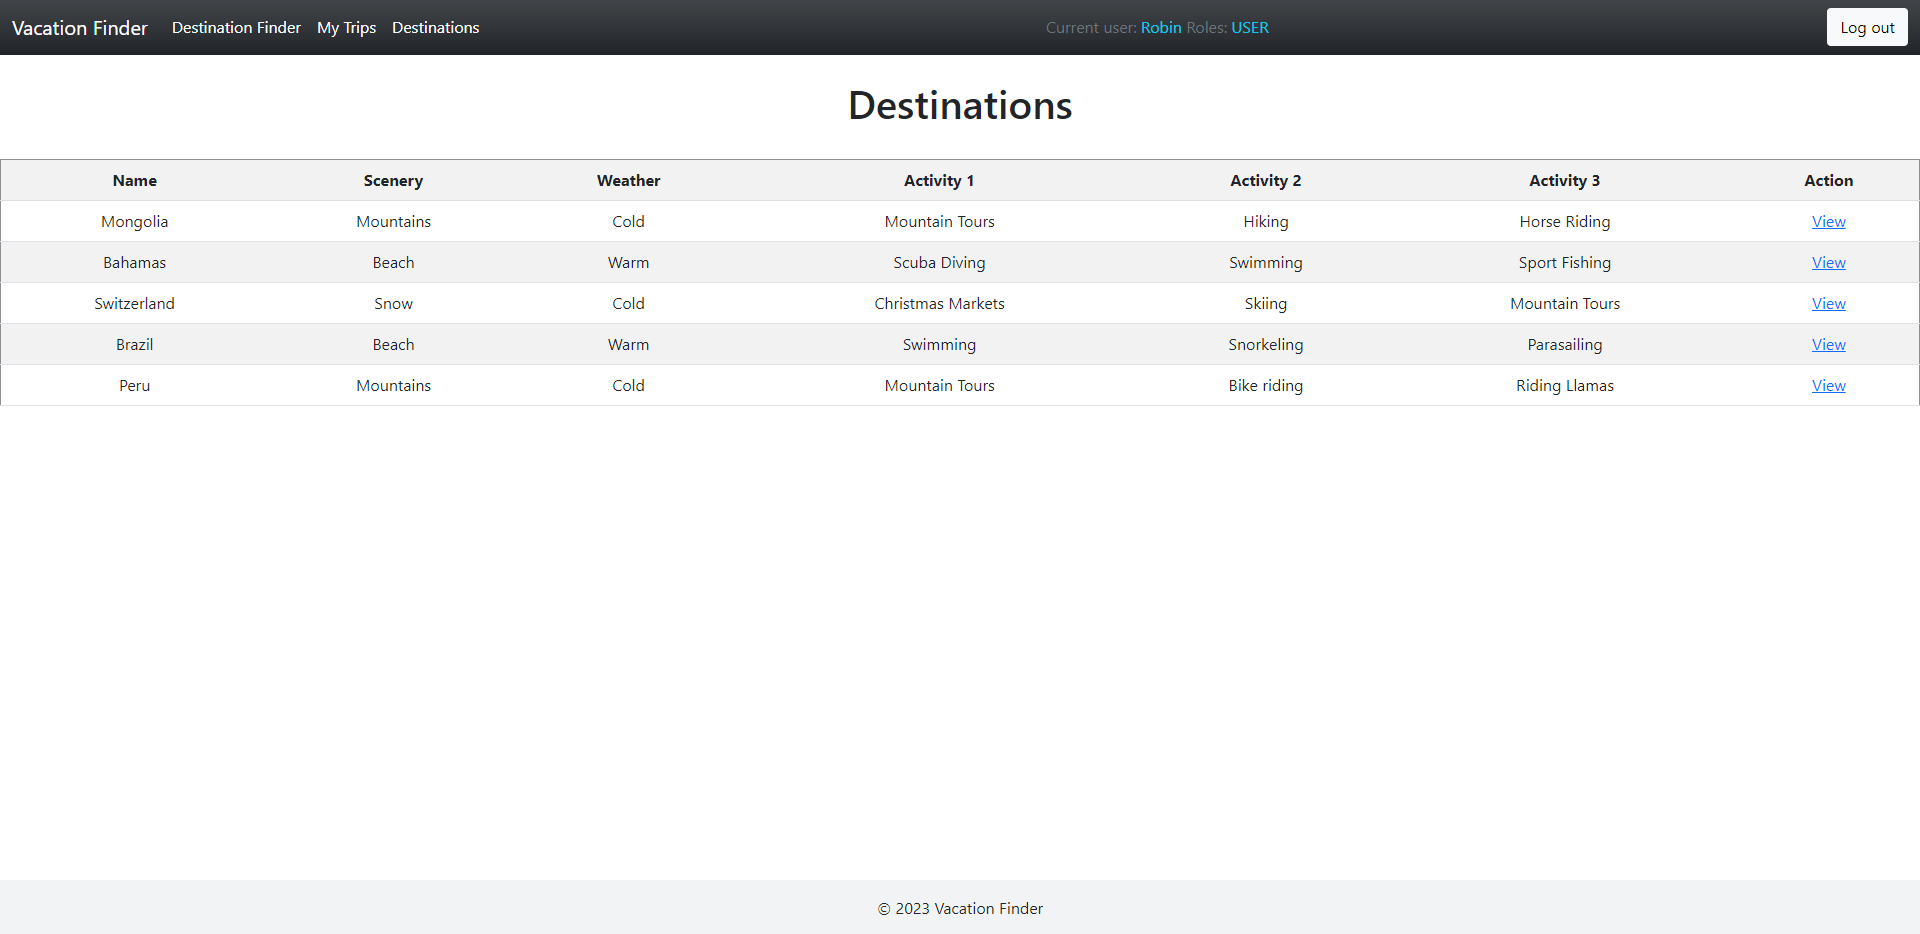 Vacation Finder Destination Finder My Trips Destinations Current user: Robin Roles: USER Log out
Destinations
Name Scenery Weather Activity 1 Activity 2 Activity 3 Action
Mongolia Mountains Cold Mountain Tours Hiking Horse Riding View
Bahamas Beach Warm Scuba Diving Swimming Sport Fishing View
Switzerland Snow Cold Christmas Markets Skiing Mountain Tours View
Brazil Beach Warm Swimming Snorkeling Parasailing View
Peru Mountains Cold Mountain Tours Bike riding Riding Llamas View
© 2023 Vacation Finder